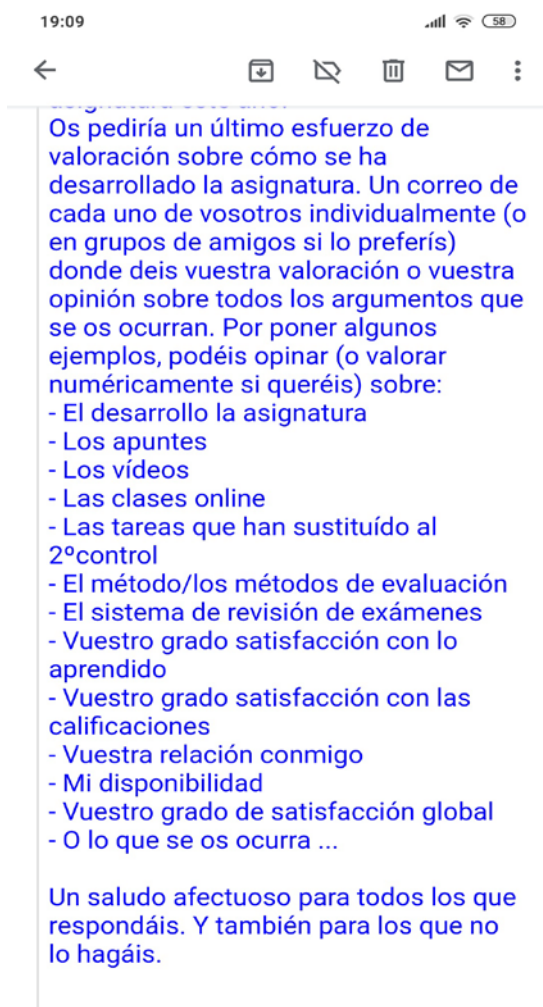 19:09
58
Os pediría un último esfuerzo de
valoración sobre cómo se ha
desarrollado la asignatura. Un correo de
cada uno de vosotros individualmente (o
en grupos de amigos si lo preferís)
donde deis vuestra valoración o vuestra
opinión sobre todos los argumentos que
se os ocurran. Por poner algunos
ejemplos, podéis opinar (o valorar
numéricamente si queréis) sobre:
- El desarrollo la asignatura
- Los apuntes
- Los vídeos
- Las clases online
- Las tareas que han sustituído al
2ºcontrol
- El método/los métodos de evaluación
- El sistema de revisión de exámenes
- Vuestro grado satisfacción con lo
aprendido
- Vuestro grado satisfacción con las
calificaciones
- Vuestra relación conmigo
- Mi disponibilidad
- Vuestro grado de satisfacción global
- O lo que se os ocurra ...
Un saludo afectuoso para todos los que
respondáis. Y también para los que no
lo hagáis.